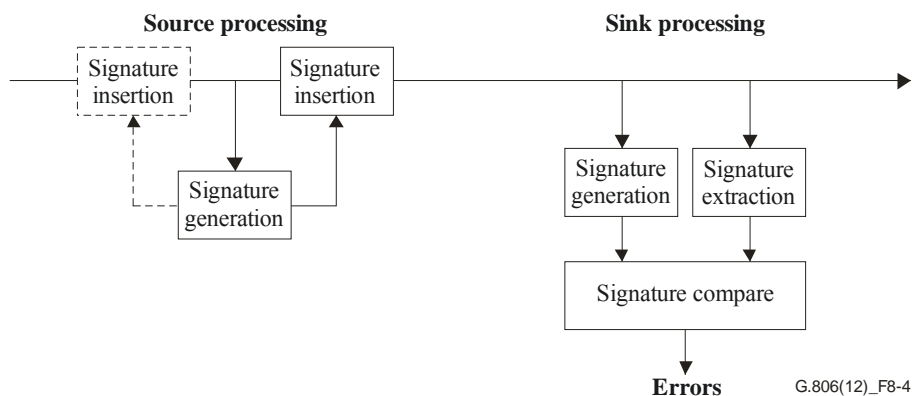 Source processing
Sink processing
Signature
insertion
Signature
insertion
Signature
generation
Signature
generation
Signature
extraction
Signature compare
Errors
G.806(12)_F8-4